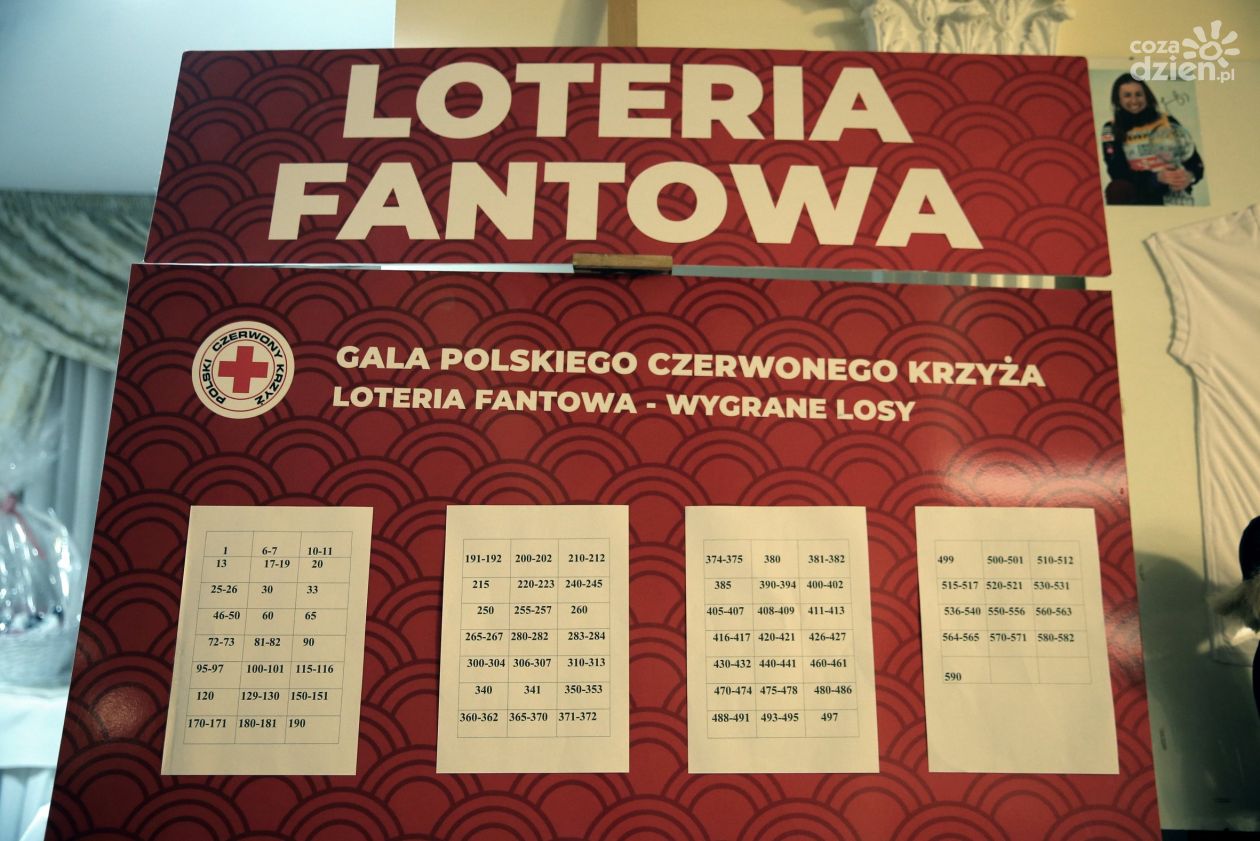 coza
dzien.pl
LOTERIA
FANTOWA
POLSKI CZERWONY KRZYŻ
GALA POLSKIEGO CZERWONEGO KRZYŻA
LOTERIA FANTOWA - WYGRANE LOSY
1 6-7 10-11
13 17-19 20
25-26 30 33
46-50 60 65
72-73 81-82 90
95-97 100-101 115-116
120 129-130 150-151
170-171 180-181 190
191-192 200-202 210-212
215 220-223 240-245
250 255-257 260
265-267 280-282 283-284
300-304 306-307 310-313
340 341 350-353
360-362 365-370 371-372
374-375 380 381-382
385 390-394 400-402
405-407 408-409 411-413
416-417 420-421 426-427
430-432 440-441 460-461
470-474 475-478 480-486
488-491 493-495 497
499 500-501 510-512
515-517 520-521 530-531
536-540 550-556 560-563
564-565 570-571 580-582
590